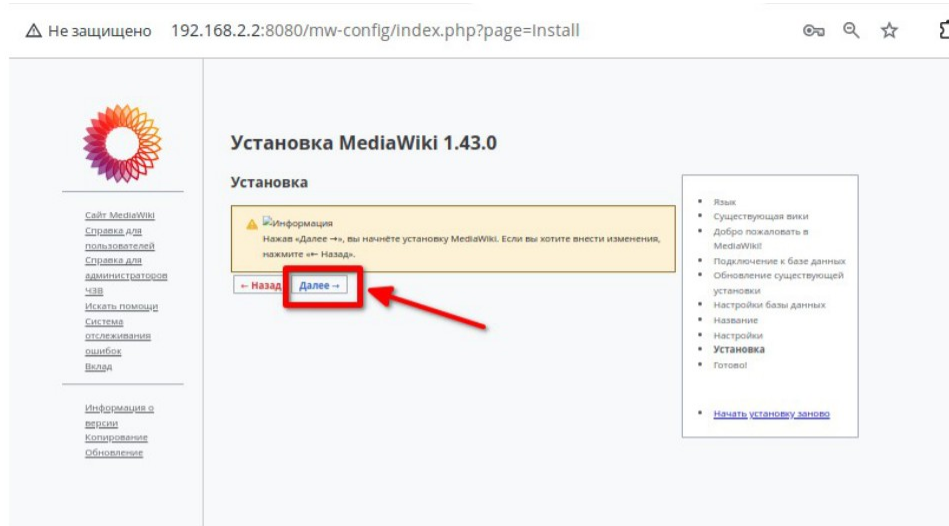 Не защищено 192.168.2.2:8080/mw-config/index.php?page=Install
Установка MediaWiki 1.43.0
Установка
Информация
Нажав «Далее →», вы начнёте установку MediaWiki. Если вы хотите внести изменения,
нажмите «← Назад».
← Назад Далее →
Сайт MediaWiki
Справка для
пользователей
Справка для
администраторов
ЧЗВ
Искать помощи
Система
отслеживания
ошибок
Вклад
Информация о
версии
Копирование
Обновление
Язык
Существующая вики
Добро пожаловать в
MediaWiki!
Подключение к базе данных
Обновление существующей
установки
Настройки базы данных
Название
Настройки
Установка
Готово!
Начать установку заново